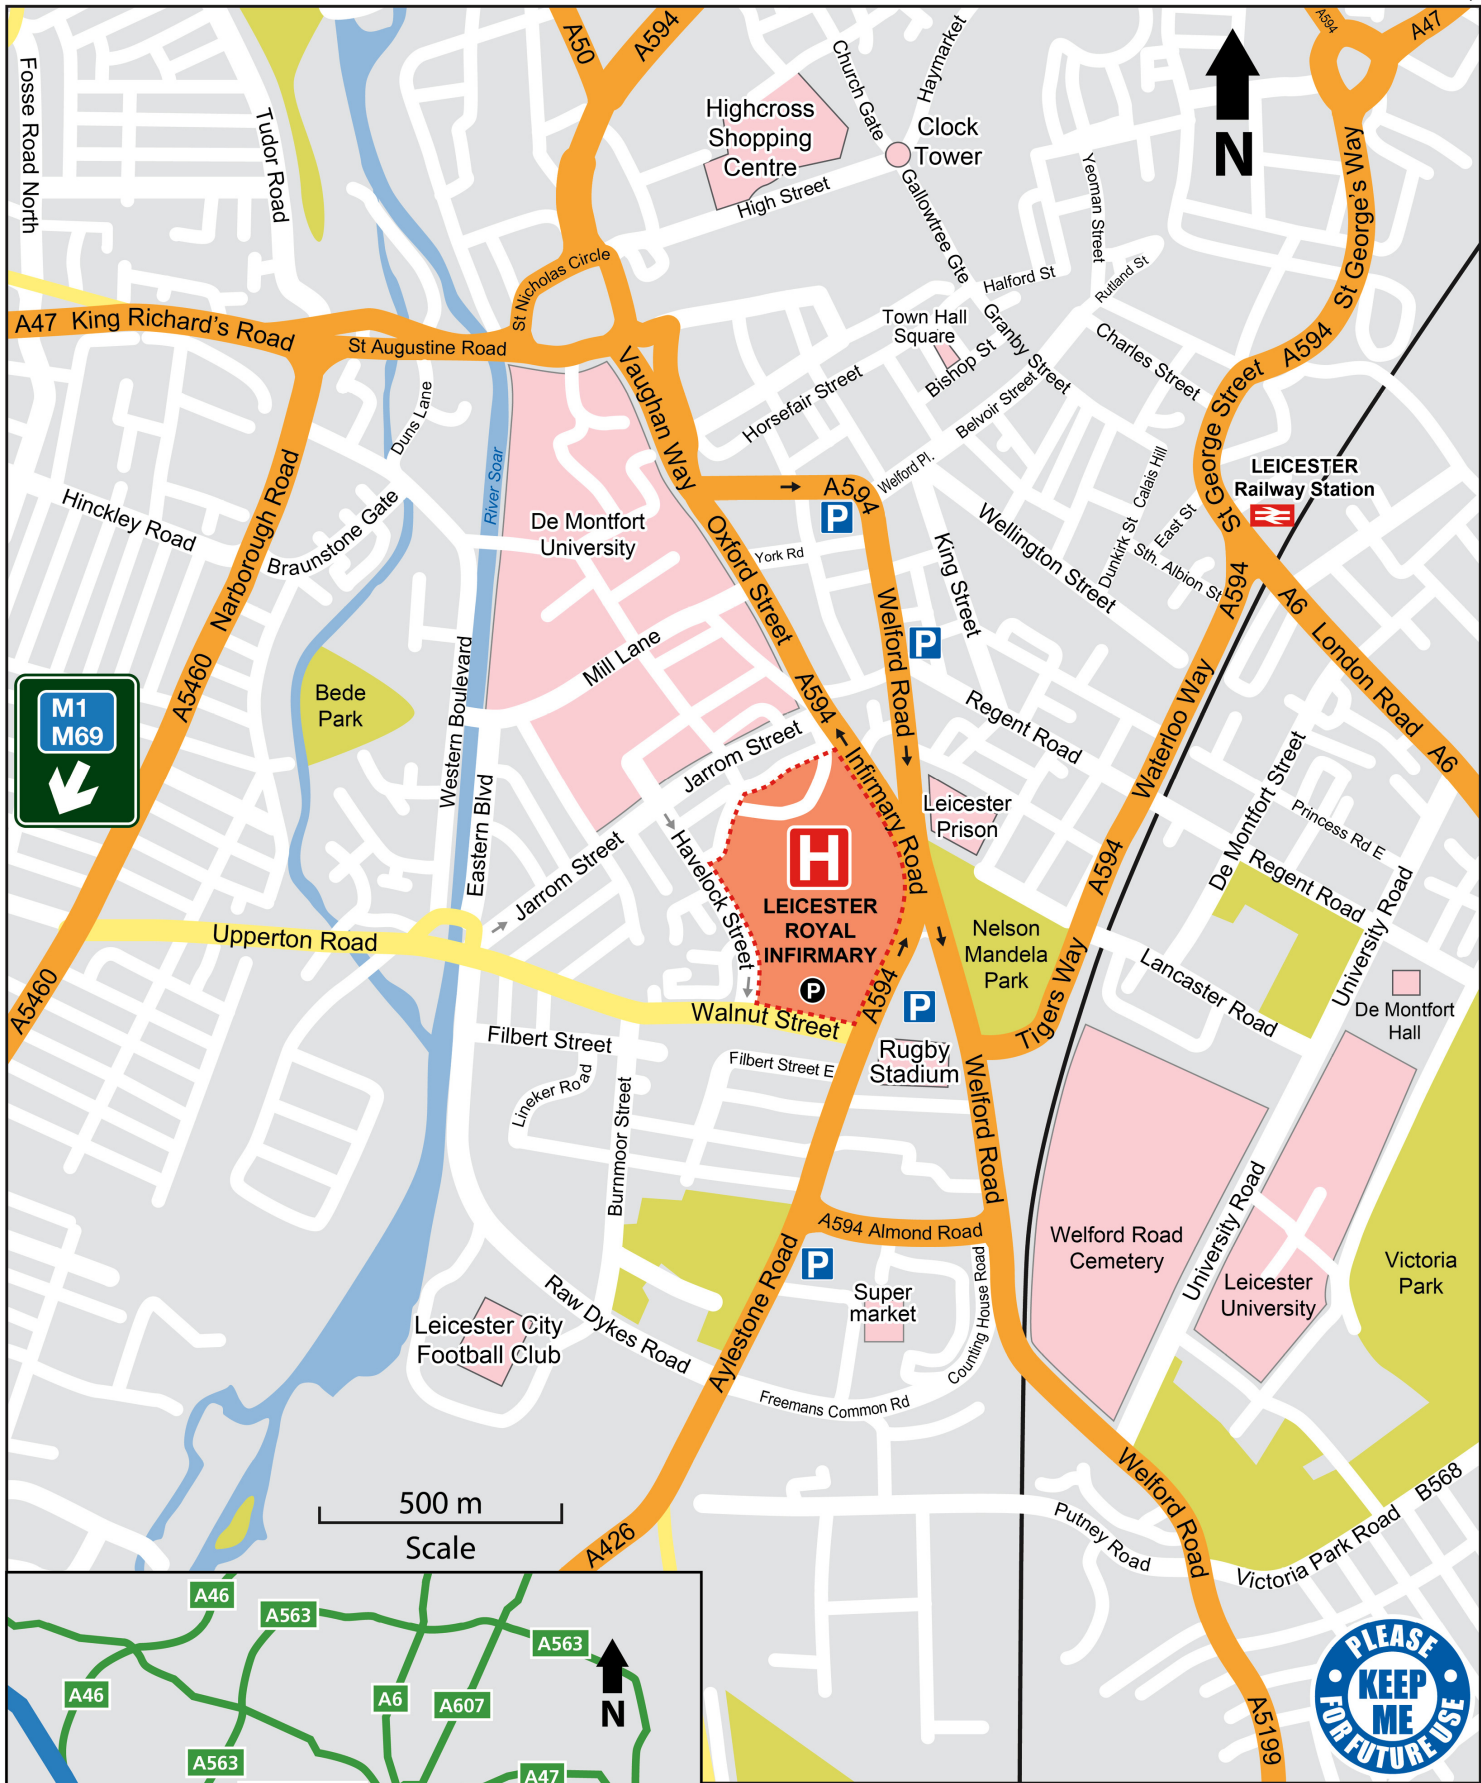 A50
A594
A594
A47
Fosse Road North
Tudor Road
Church Gate
Haymarket
Highcross
Shopping
Centre
Clock
Tower
N
High Street
Gallowtree Gte
Yeoman Street
St George's Way
St Nicholas Circle
Halford St
Rutland St
A47 King Richard's Road
St Augustine Road
Town Hall
Square
Granby Street
Charles Street
A594
Vaughan Way
Bishop St
Horsefair Street
Belvoir Street
Duns Lane
St George Street
River Soar
Welford Pl.
Calais Hill
LEICESTER
Railway Station
Hinckley Road
Narborough Road
Braunstone Gate
De Montfort
University
A594
P
Oxford Street
York Rd
King Street
Wellington Street
Dunkirk St
East St
Sth. Albion St
A594
A6
London Road
A6
Welford Road
P
Mill Lane
A5460
Bede
Park
M1
M69
Western Boulevard
A594
Regent Road
Waterloo Way
Jarrom Street
Infirmary Road
Leicester
Prison
De Montfort Street
Princess Rd E
Eastern Blvd
Jarrom Street
Havelock Street
H
LEICESTER
ROYAL
INFIRMARY
P
A594
Regent Road
University Road
Upperton Road
Nelson
Mandela
Park
Lancaster Road
De Montfort
Hall
A5460
A594
P
Tigers Way
Walnut Street
Filbert Street
Filbert Street E
Rugby
Stadium
Lineker Road
Burnmoor Street
Welford Road
A594 Almond Road
P
Aylestone Road
Welford Road
Cemetery
University Road
Leicester
University
Victoria
Park
Super
market
Counting House Road
Raw Dykes Road
Leicester City
Football Club
Freemans Common Rd
500 m
Scale
A426
Welford Road
Putney Road
Victoria Park Road
B568
A5199
A46
A563
A563
A46
A6
A607
N
A563
A47
PLEASE
KEEP
ME
FOR FUTURE USE